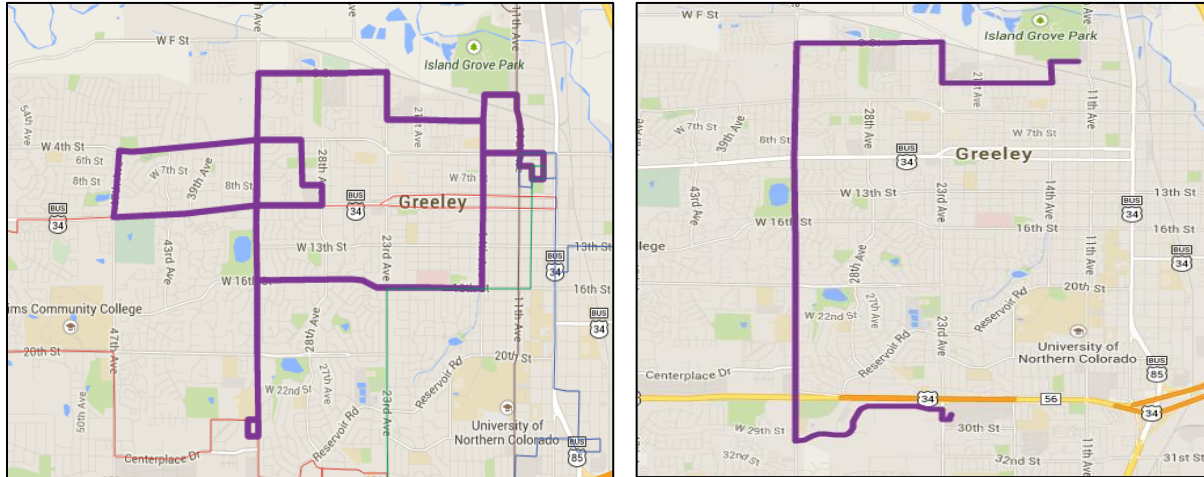 W F St
Island Grove Park
11th Ave
54th Ave
21st Ave
W 4th St
6th St
8th St
W 7th St
39th Ave
8th St
28th Ave
W 7th St
BUS
34
BUS
34
Greeley
43rd Ave
W 13th St
23rd Ave
BUS
34
13th St
W 16th St
16th St
ims Community College
11th Ave
34
47th Ave
20th St
28th Ave
27th Ave
20th St
50th Ave
W 22nd St
Reservoir Rd
23rd Ave
University of
Northern Colorado
Centerplace Dr
BUS
85
Island Grove Park
W F St
21st Ave
11th Ave
39th Ave
8th St
28th Ave
W 7th St
BUS
34
Greeley
43rd Ave
W 13th St
23rd Ave
14th Ave
13th St
BUS
34
W 16th St
16th St
16th St
llege
28th Ave
11th Ave
BUS
34
27th Ave
20th St
W 22nd St
Reservoir Rd
23rd Ave
University of
Northern Colorado
Centerplace Dr
BUS
85
34
56
34
W 29th St
30th St
32nd St
32nd St
31st St